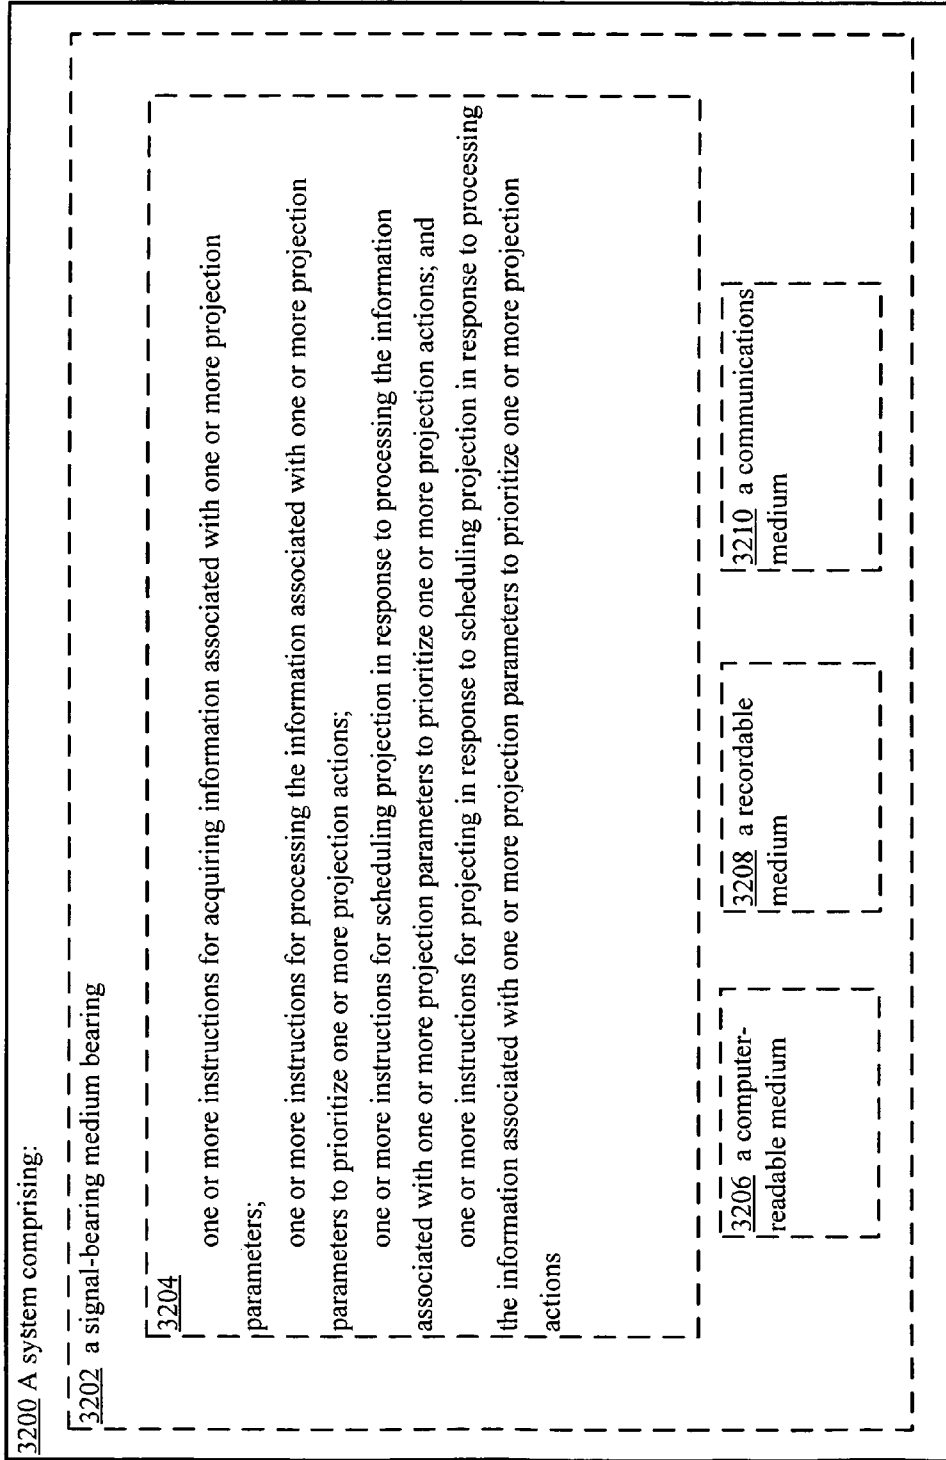 3200 A system comprising:
3202 a signal-bearing medium bearing
3204
one or more instructions for acquiring information associated with one or more projection
parameters;
one or more instructions for processing the information associated with one or more projection
parameters to prioritize one or more projection actions;
one or more instructions for scheduling projection in response to processing the information
associated with one or more projection parameters to prioritize one or more projection actions; and
one or more instructions for projecting in response to scheduling projection in response to processing
the information associated with one or more projection parameters to prioritize one or more projection
actions
3206 a computer-
readable medium
3208 a recordable
medium
3210 a communications
medium